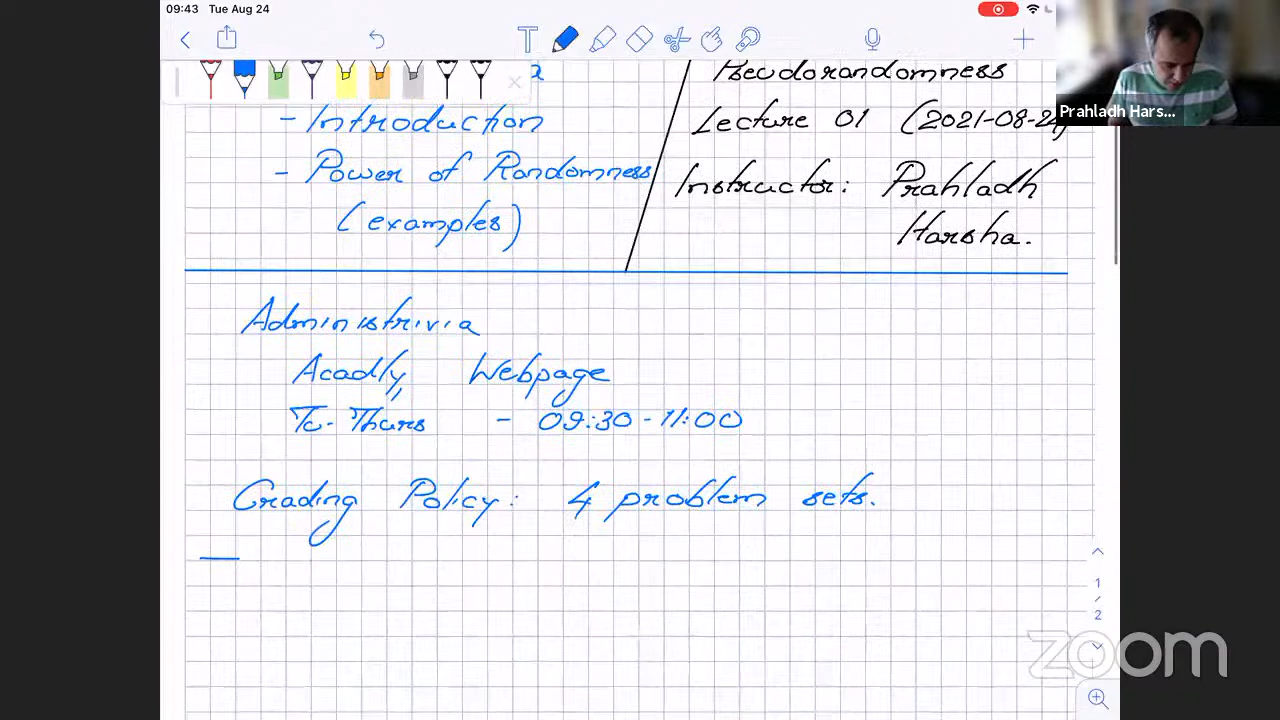 09:43 Tue Aug 24
Pseudorandomness
Prahladh Hars...
- Introduction
Lecture 01 (2021-08-24)
- Power of Randomness
(examples)
Instructor: Prahladh
Harsha.
Administrivia
Acadly, Webpage
Tu-Thurs - 09:30-11:00
Grading Policy: 4 problem sets.
1
/
2
zoom